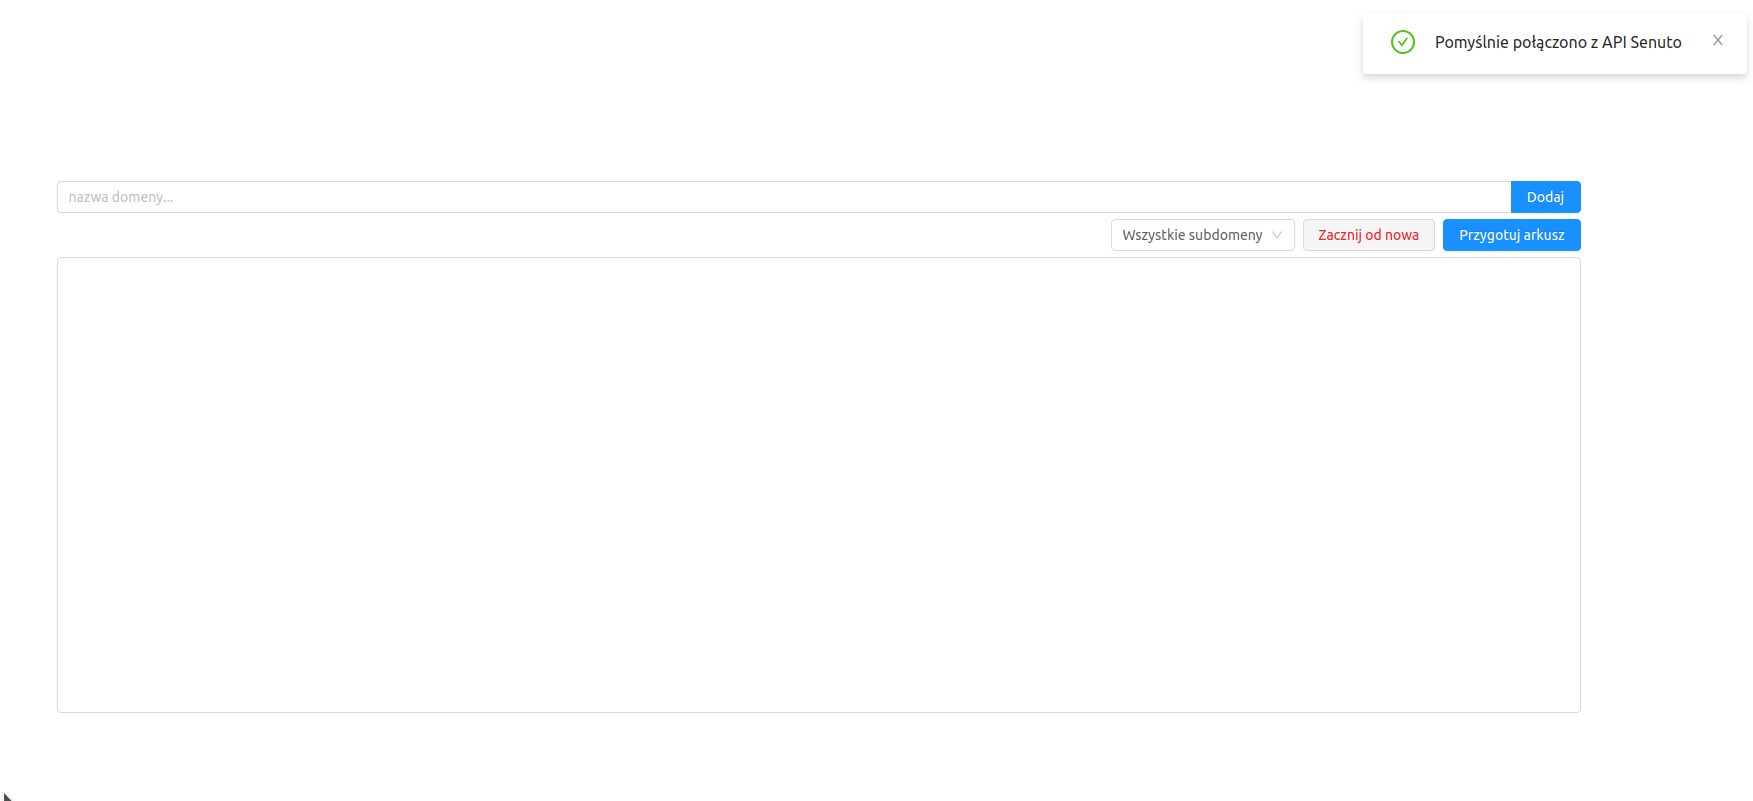 Pomyślnie połączono z API Senuto
nazwa domeny...
Dodaj
Wszystkie subdomeny
Zacznij od nowa
Przygotuj arkusz